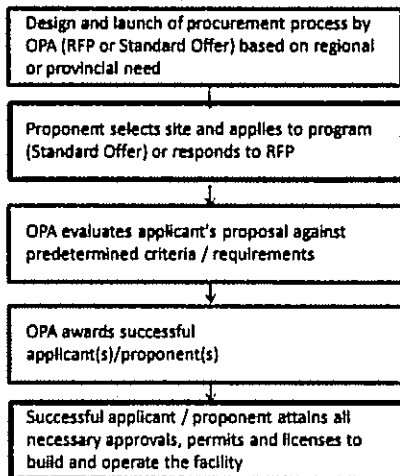 Design and launch of procurement process by
OPA (RFP or Standard Offer) based on regional
or provincial need
Proponent selects site and applies to program
(Standard Offer) or responds to RFP
OPA evaluates applicant's proposal against
predetermined criteria / requirements
OPA awards successful
applicant(s)/proponent(s)
Successful applicant / proponent attains all
necessary approvals, permits and licenses to
build and operate the facility